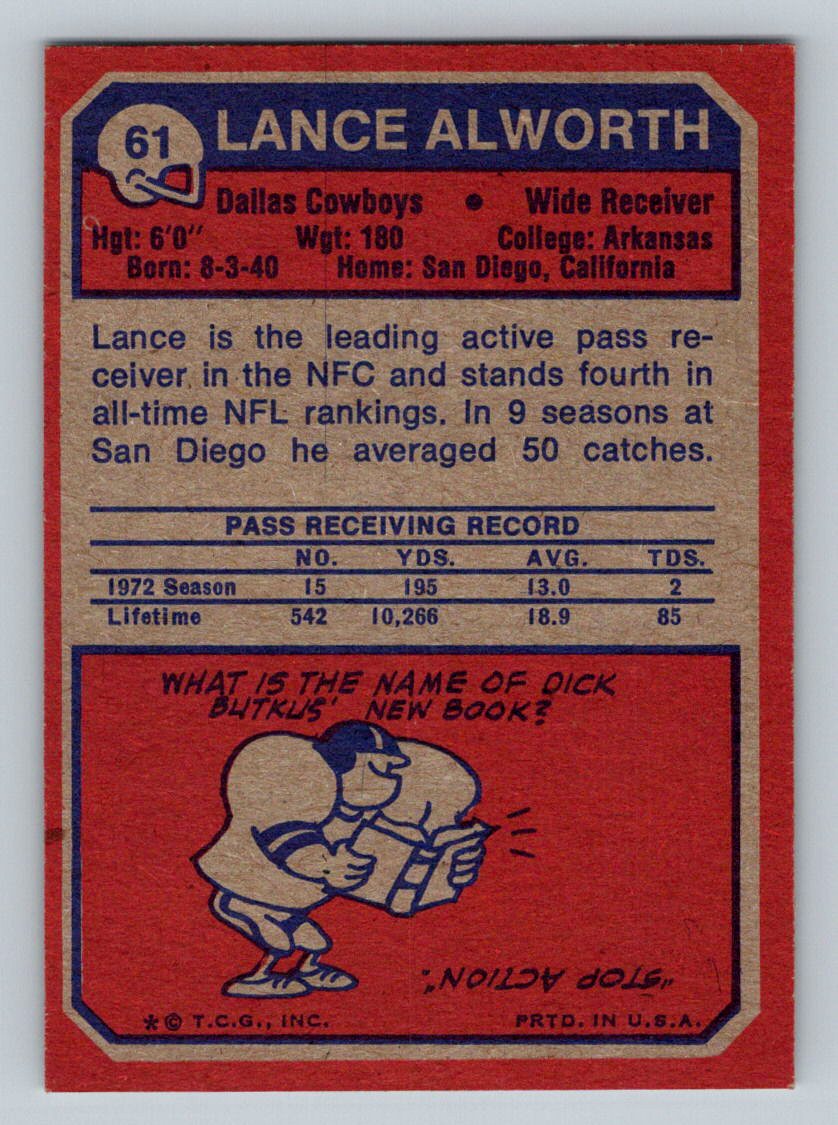 61 LANCE ALWORTH
Dallas Cowboys • Wide Receiver
Hgt: 6'0" Wgt: 180 College: Arkansas
Born: 8-3-40 Home: San Diego, California
Lance is the leading active pass re-
ceiver in the NFC and stands fourth in
all-time NFL rankings. In 9 seasons at
San Diego he averaged 50 catches.
PASS RECEIVING RECORD
NO. YDS. AVG. TDS.
1972 Season 15 195 13.0 2
Lifetime 542 10,266 18.9 85
WHAT IS THE NAME OF DICK
BUTKUS' NEW BOOK?
"STOP ACTION".
*© T.C.G., INC. PRTD. IN U.S.A.